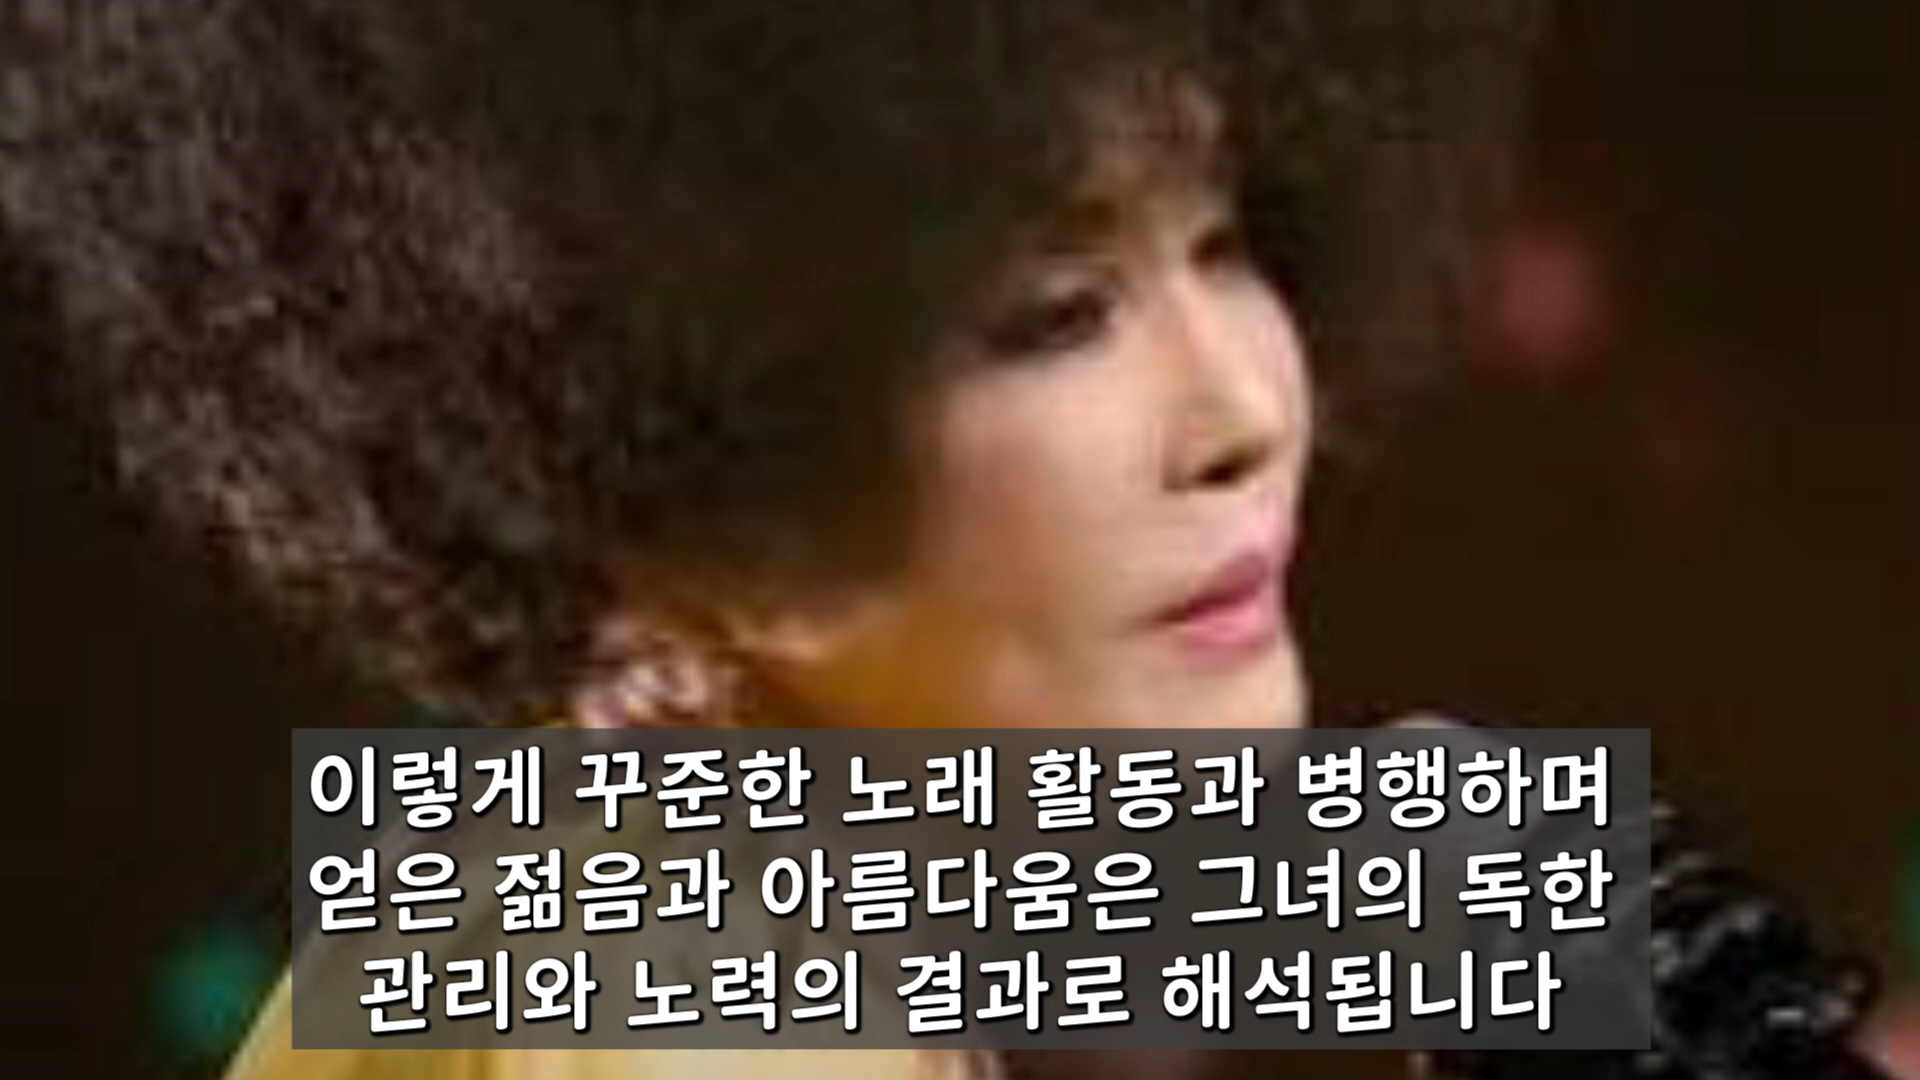 이렇게 꾸준한 노래 활동과 병행하며
얻은 젊음과 아름다움은 그녀의 독한
관리와 노력의 결과로 해석됩니다